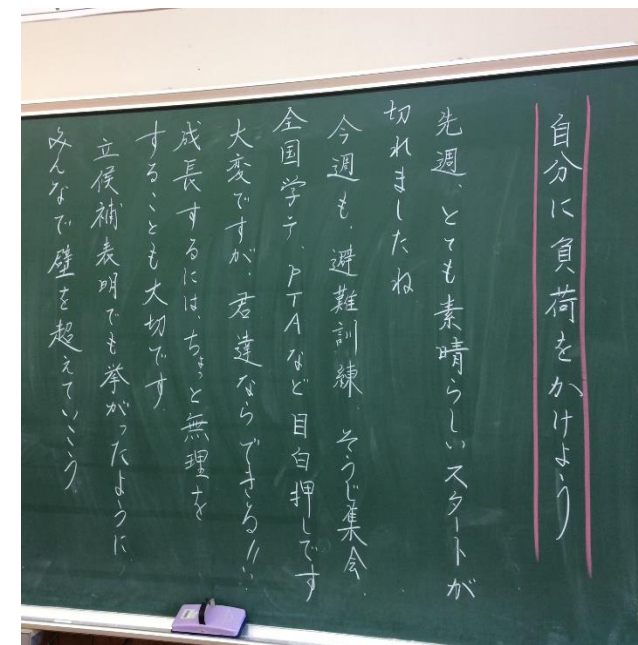 自分に負荷をかけよう
先週、とても素晴らしいスタートが
切れましたね
今週も、避難訓練、そうじ集会、
全国学テ、PTAなど目白押しです
大変ですが、君達ならできる!!
成長するには、ちょっと無理を
することも大切です
立候補表明でも挙がったように、
みんなで壁を超えていこう